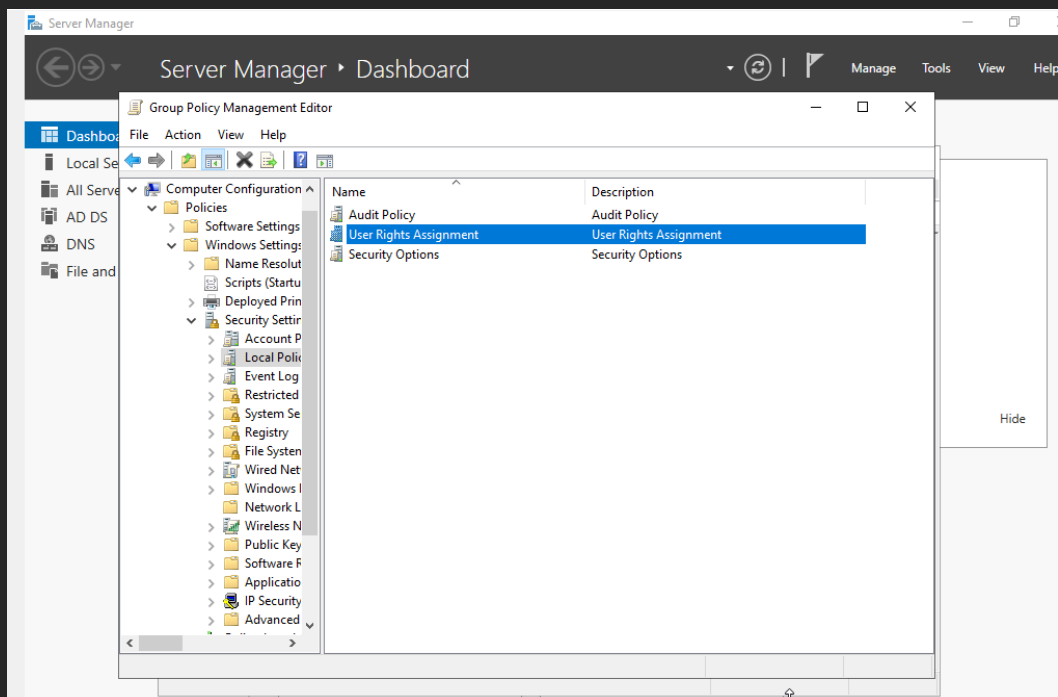 Server Manager
Server Manager • Dashboard
Manage Tools View Help
Group Policy Management Editor
File Action View Help
Dashboa
Local Se
All Serve
AD DS
DNS
File and
Computer Configuration
Policies
Software Settings
Windows Settings
Name Resolut
Scripts (Startu
Deployed Prin
Security Settin
Account P
Local Polic
Event Log
Restricted
System Se
Registry
File System
Wired Net
Windows
Network L
Wireless N
Public Key
Software R
Applicatio
IP Security
Advanced
Name Description
Audit Policy Audit Policy
User Rights Assignment User Rights Assignment
Security Options Security Options
Hide